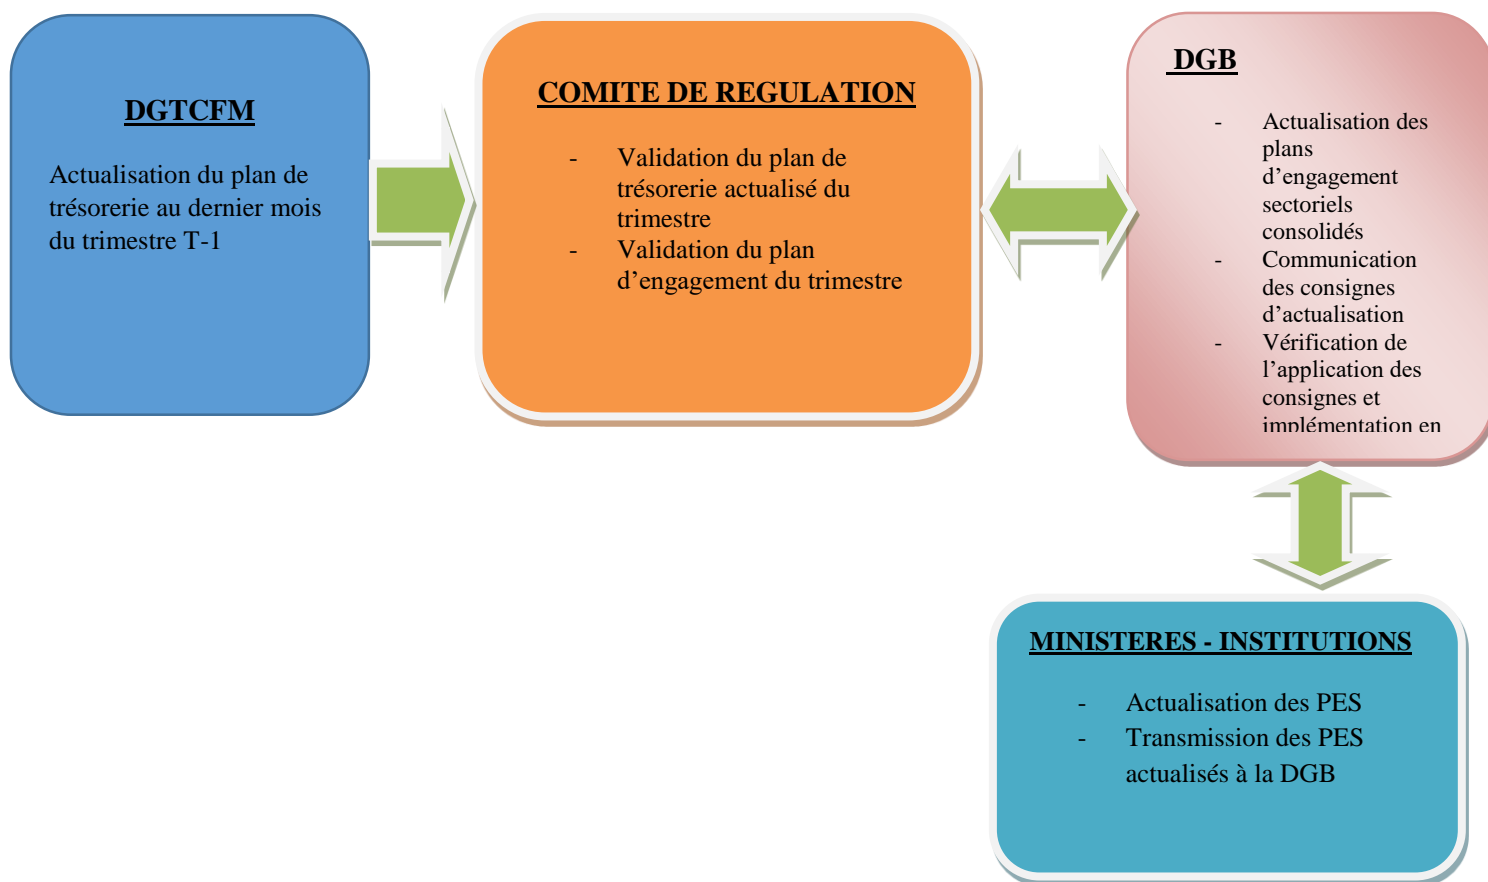 DGTCFM
Actualisation du plan de
trésorerie au dernier mois
du trimestre T-1
COMITE DE REGULATION
- Validation du plan de
trésorerie actualisé du
trimestre
- Validation du plan
d’engagement du trimestre
DGB
- Actualisation des
plans
d’engagement
sectoriels
consolidés
- Communication
des consignes
d’actualisation
- Vérification de
l’application des
consignes et
implémentation en
MINISTERES - INSTITUTIONS
- Actualisation des PES
- Transmission des PES
actualisés à la DGB